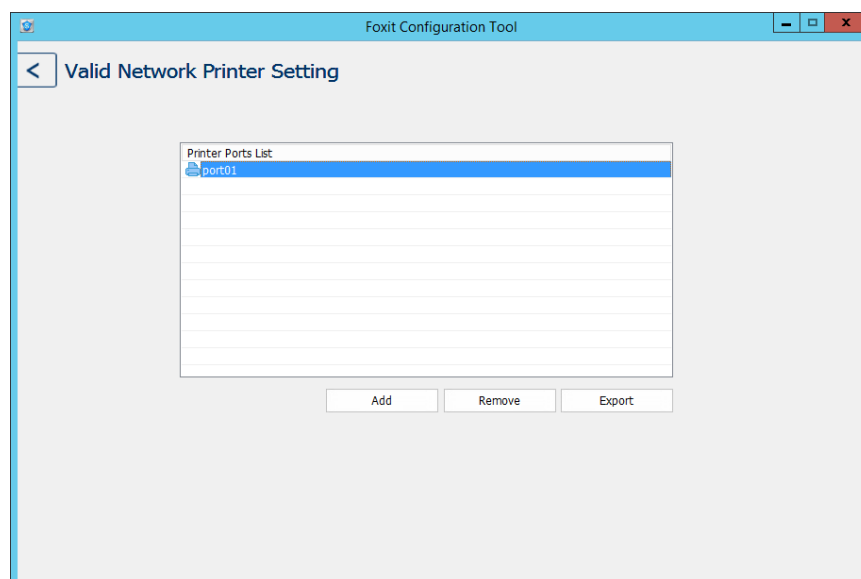 Foxit Configuration Tool
Valid Network Printer Setting
Printer Ports List
port01
Add Remove Export